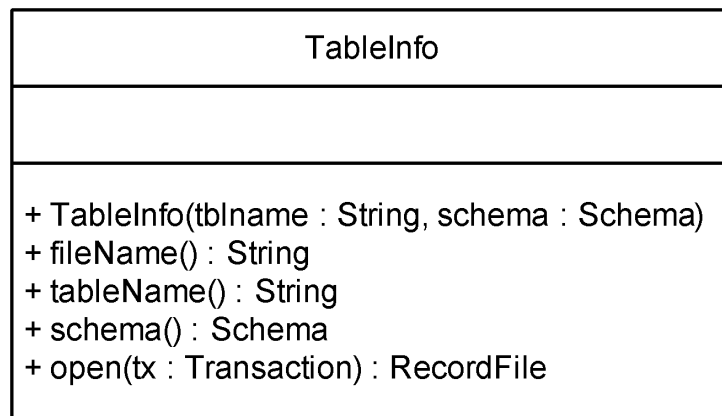 TableInfo
+ TableInfo(tblname : String, schema : Schema)
+ fileName() : String
+ tableName() : String
+ schema() : Schema
+ open(tx : Transaction) : RecordFile